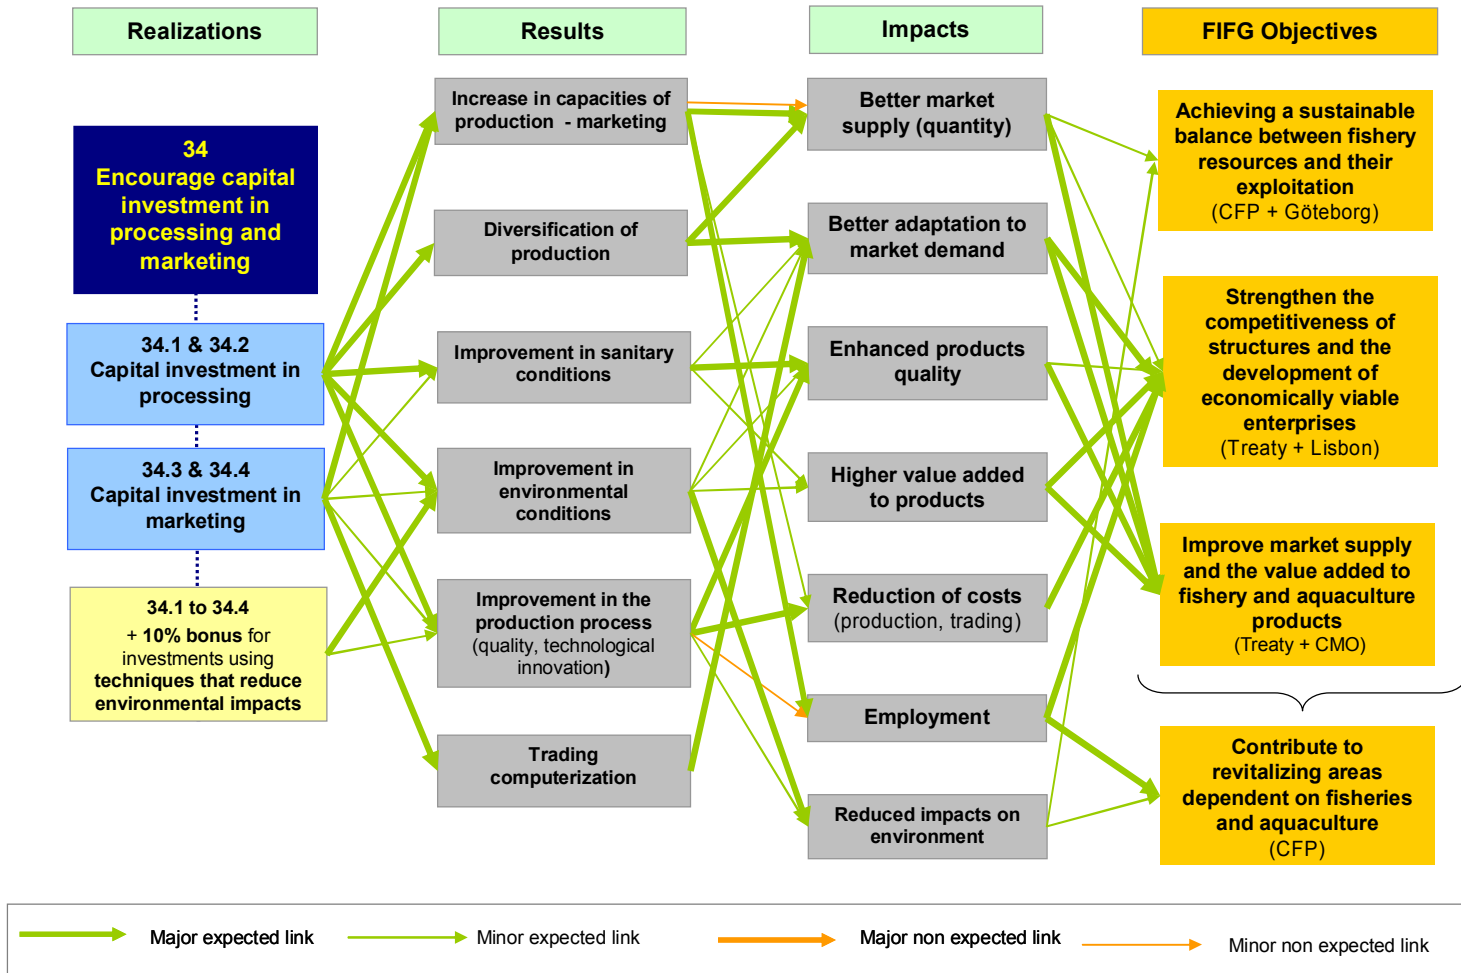 Realizations
Results
Impacts
FIFG Objectives
34
Encourage capital
investment in
processing and
marketing
34.1 & 34.2
Capital investment in
processing
34.3 & 34.4
Capital investment in
marketing
34.1 to 34.4
+ 10% bonus for
investments using
techniques that reduce
environmental impacts
Increase in capacities of
production - marketing
Diversification of
production
Improvement in sanitary
conditions
Improvement in
environmental
conditions
Improvement in the
production process
(quality, technological
innovation)
Trading
computerization
Better market
supply (quantity)
Better adaptation to
market demand
Enhanced products
quality
Higher value added
to products
Reduction of costs
(production, trading)
Employment
Reduced impacts on
environment
Achieving a sustainable
balance between fishery
resources and their
exploitation
(CFP + Göteborg)
Strengthen the
competitiveness of
structures and the
development of
economically viable
enterprises
(Treaty + Lisbon)
Improve market supply
and the value added to
fishery and aquaculture
products
(Treaty + CMO)
Contribute to
revitalizing areas
dependent on fisheries
and aquaculture
(CFP)
Major expected link
Minor expected link
Major non expected link
Minor non expected link